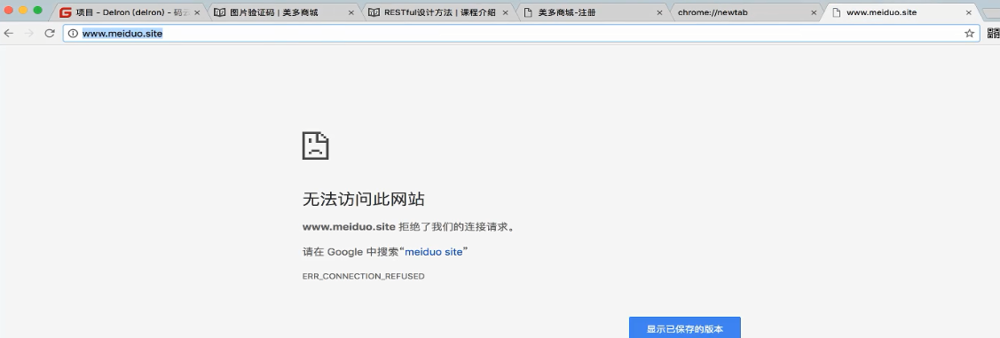 项目 - Delron (delron) - 码云
图片验证码 | 美多商城
RESTful设计方法 | 课程介绍
美多商城-注册
chrome://newtab
www.meiduo.site
www.meiduo.site
无法访问此网站
www.meiduo.site 拒绝了我们的连接请求。
请在 Google 中搜索“meiduo site”
ERR_CONNECTION_REFUSED
显示已保存的版本